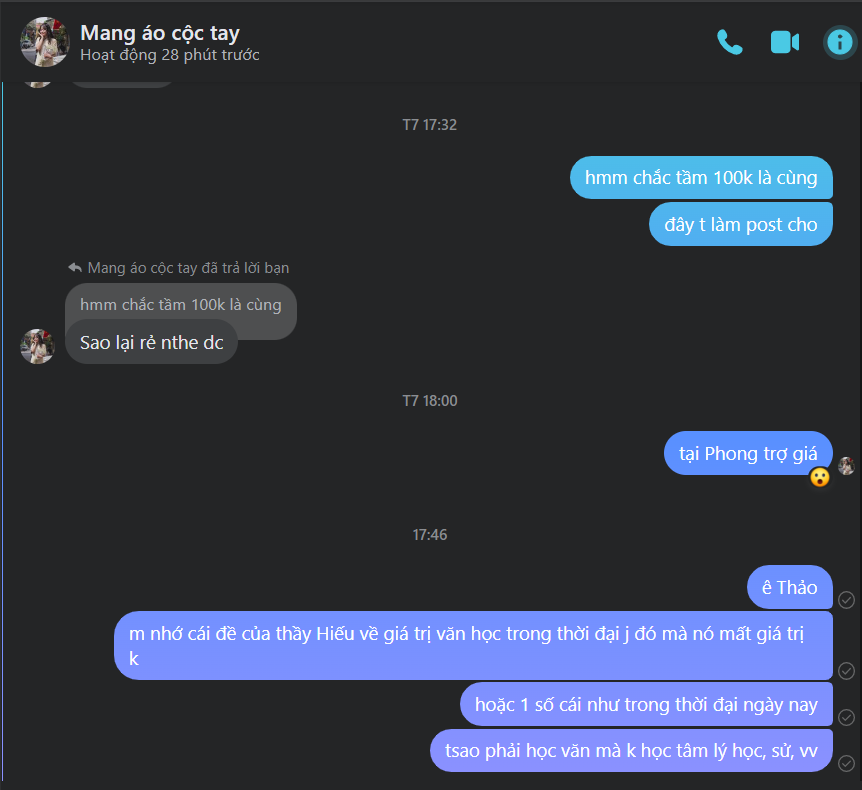 Mang áo cộc tay
Hoạt động 28 phút trước
T7 17:32
hmm chắc tầm 100k là cùng
đây t làm post cho
Mang áo cộc tay đã trả lời bạn
hmm chắc tầm 100k là cùng
Sao lại rẻ nthe dc
T7 18:00
tại Phong trợ giá
17:46
ê Thảo
m nhớ cái đề của thầy Hiếu về giá trị văn học trong thời đại j đó mà nó mất giá trị
k
hoặc 1 số cái như trong thời đại ngày nay
tsao phải học văn mà k học tâm lý học, sử, vv